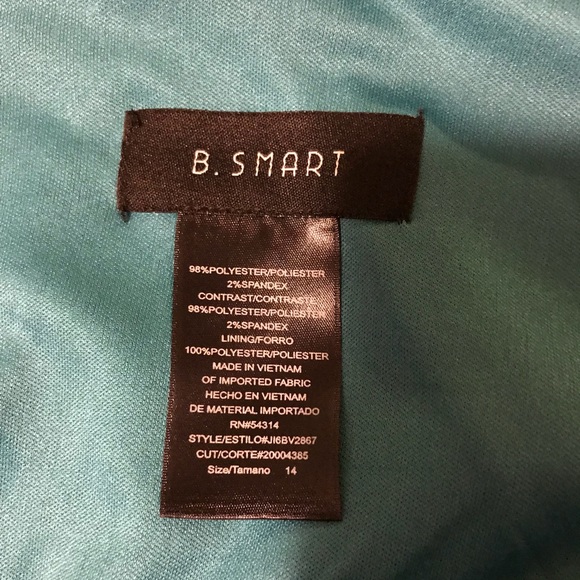 B. SMART
98%POLYESTER/POLIESTER
2%SPANDEX
CONTRAST/CONTRASTE
98%POLYESTER/POLIESTER
2%SPANDEX
LINING/FORRO
100%POLYESTER/POLIESTER
MADE IN VIETNAM
OF IMPORTED FABRIC
HECHO EN VIETNAM
DE MATERIAL IMPORTADO
RN#54314
STYLE/ESTILO#JI6BV2867
CUT/CORTE#20004385
Size/Tamano 14